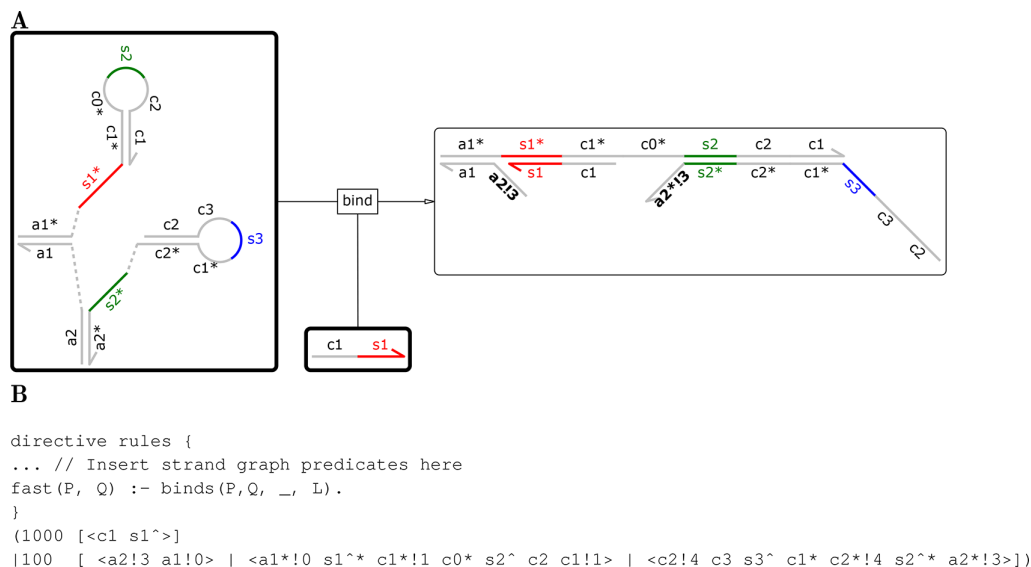 A
s2
c0*
c2
c1*
c1
s1*
a1*
a1
c2
c3
s3
c2*
c1*
s2*
a2
a2*
bind
c1
s1
a1*
s1*
c1*
c0*
s2
c2
c1
a1
a2!3
s1
c1
a2*!3
s2*
c2*
c1*
s3
c3
c2
B
directive rules {
... // Insert strand graph predicates here
fast(P, Q) :- binds(P,Q, _, L).
}
(1000 [<c1 s1^>]
|100 [ <a2!3 a1!0> | <a1*!0 s1^* c1*!1 c0* s2^ c2 c1!1> | <c2!4 c3 s3^ c1* c2*!4 s2^* a2*!3>])